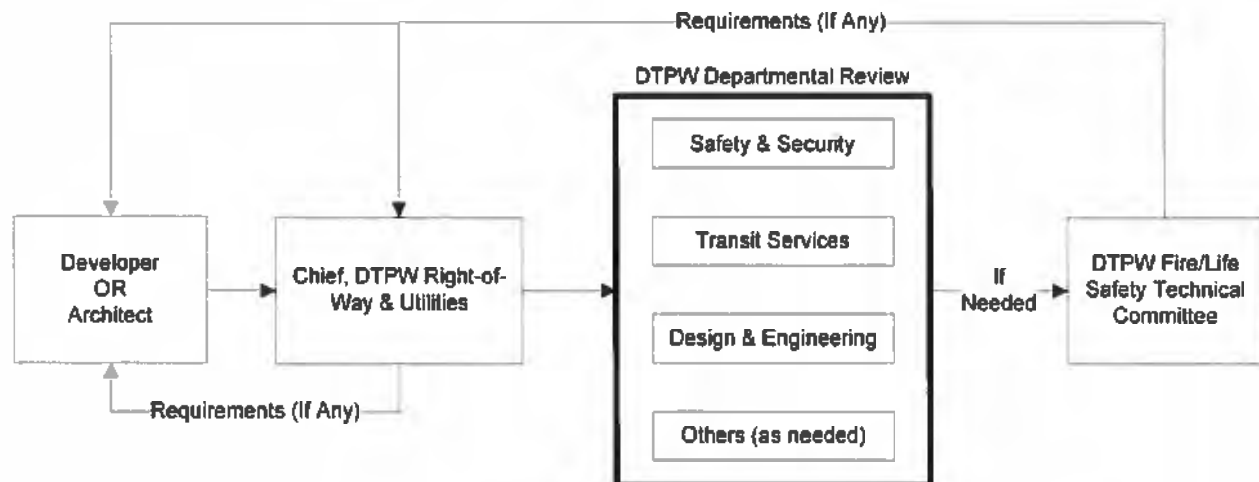 Requirements (If Any)
DTPW Departmental Review
Safety & Security
Transit Services
Design & Engineering
Others (as needed)
Developer
OR
Architect
Chief, DTPW Right-of-
Way & Utilities
If
Needed
DTPW Fire/Life
Safety Technical
Committee
Requirements (If Any)